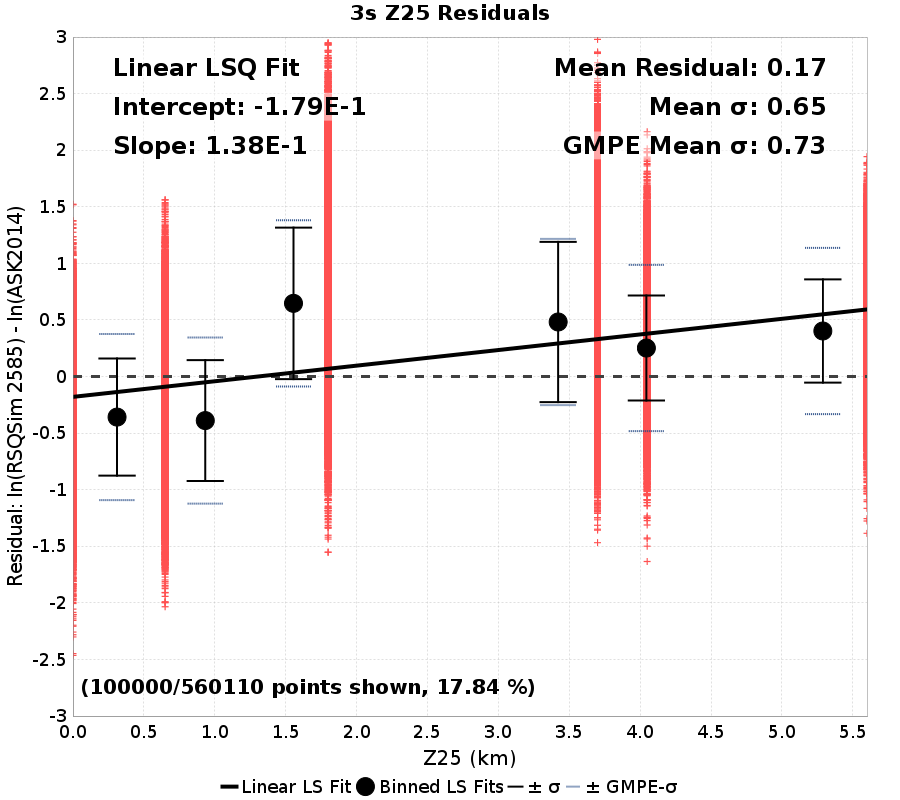 3s Z25 Residuals
Linear LSQ Fit
Intercept: -1.79E-1
Slope: 1.38E-1
Mean Residual: 0.17
Mean σ: 0.65
GMPE Mean σ: 0.73
3
2.5
2
1.5
1
0.5
0
-0.5
-1
-1.5
-2
-2.5
-3
Residual: ln(RSQSim 2585) - ln(ASK2014)
(100000/560110 points shown, 17.84 %)
0.0 0.5 1.0 1.5 2.0 2.5 3.0 3.5 4.0 4.5 5.0 5.5
Z25 (km)
Linear LS Fit Binned LS Fits ± σ ± GMPE-σ